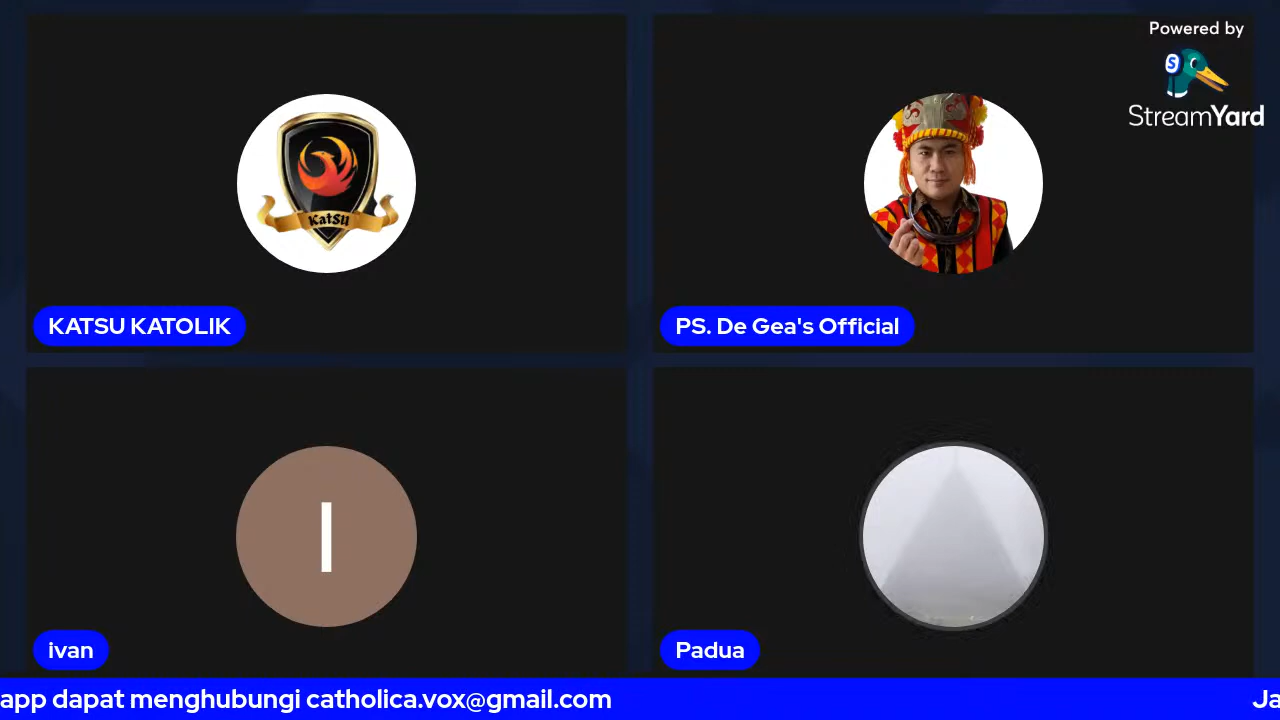 Powered by
S
StreamYard
KatSU
KATSU KATOLIK
PS. De Gea's Official
I
ivan
Padua
app dapat menghubungi catholica.vox@gmail.com
Ja